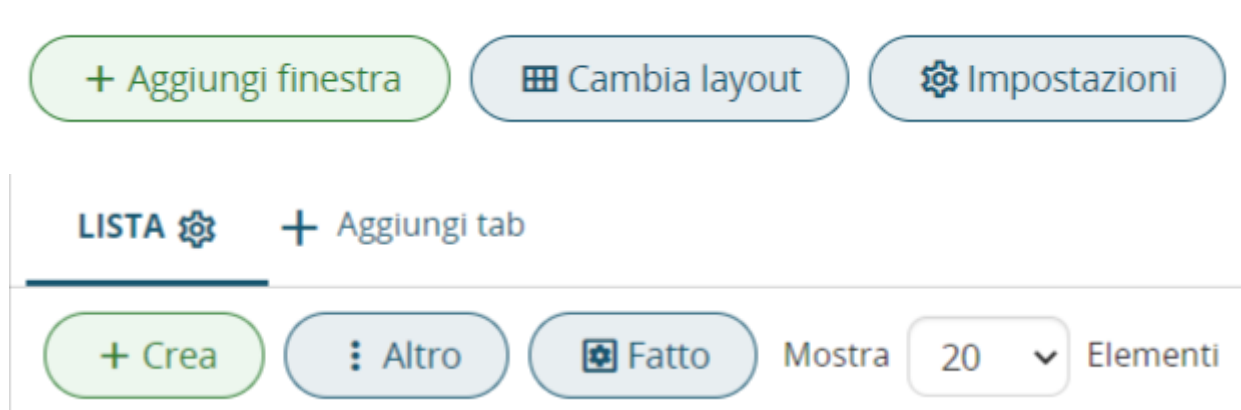 + Aggiungi finestra Cambia layout Impostazioni
LISTA + Aggiungi tab
+ Crea Altro Fatto Mostra 20 Elementi